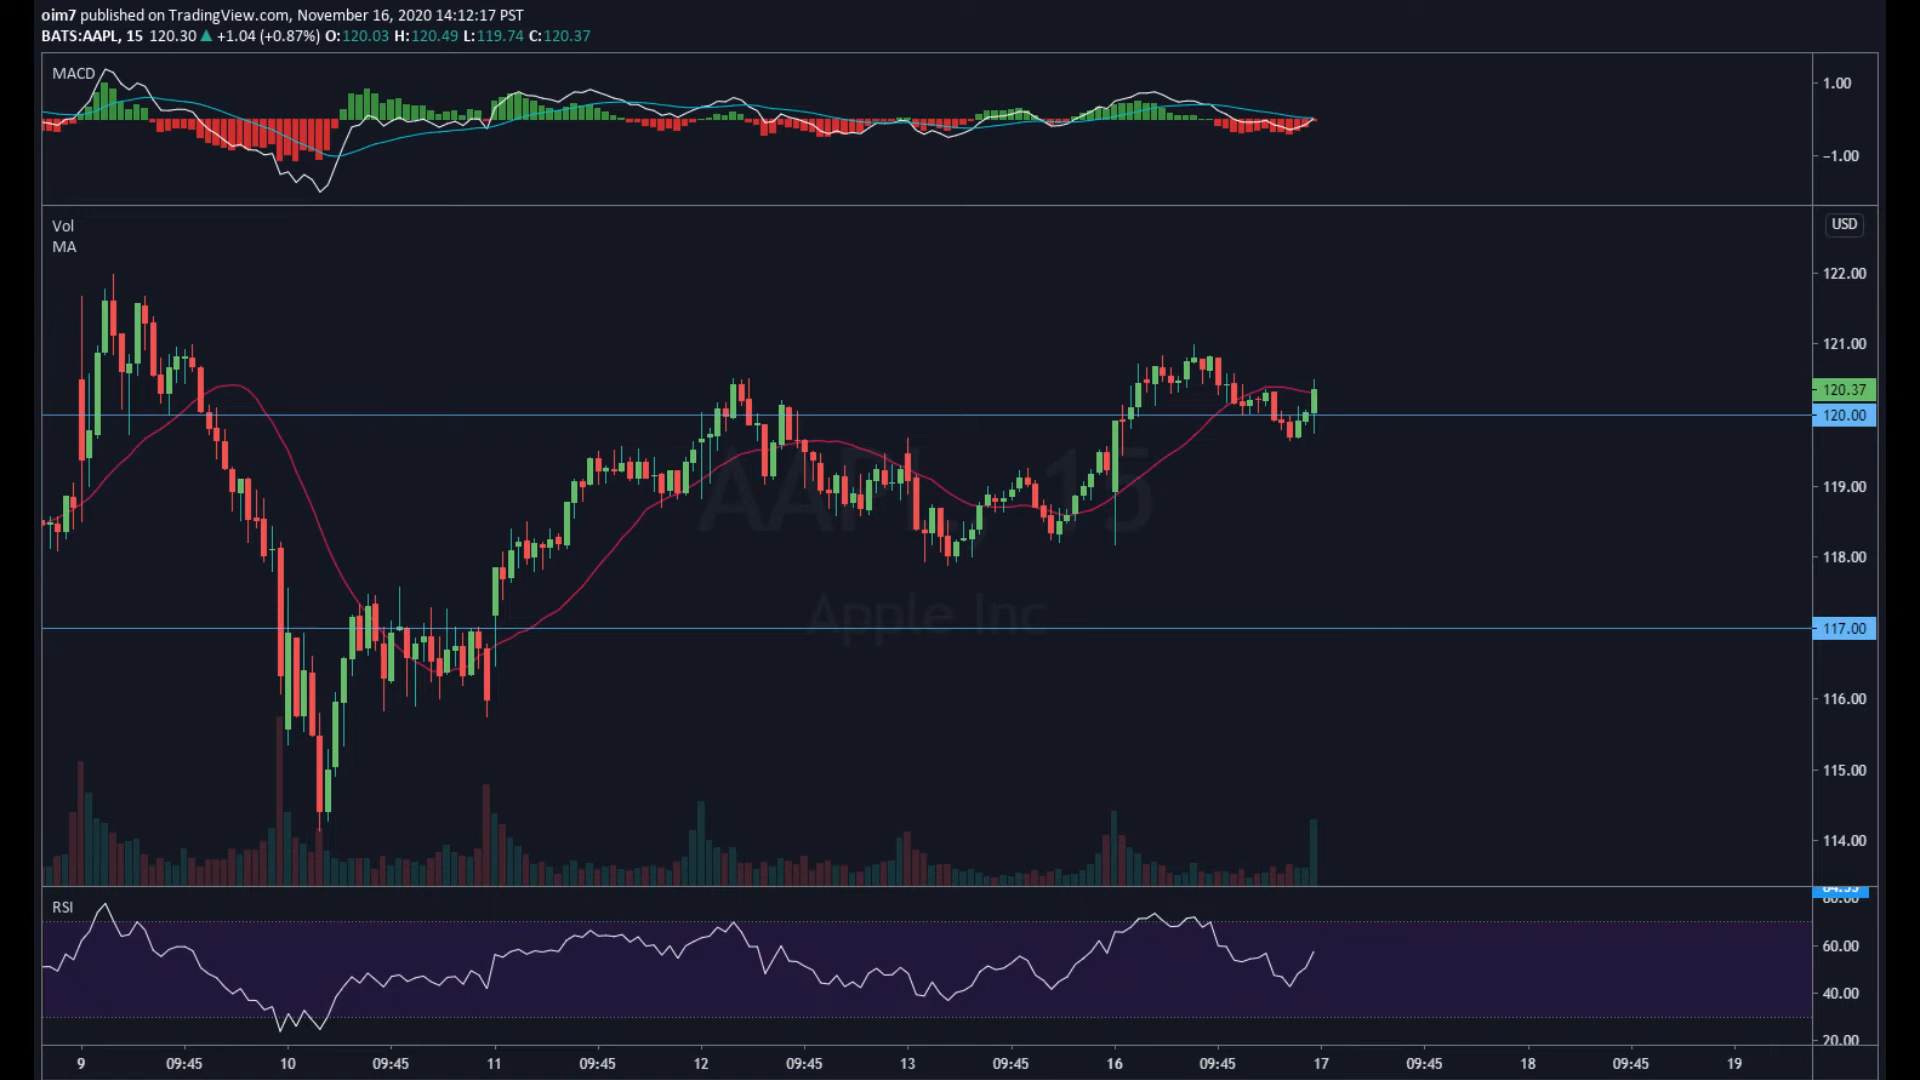 oim7 published on TradingView.com, November 16, 2020 14:12:17 PST
BATS:AAPL, 15 120.30 ▲ +1.04 (+0.87%) O:120.03 H:120.49 L:119.74 C:120.37
MACD
1.00
−1.00
Vol
MA
USD
122.00
121.00
120.37
120.00
119.00
118.00
117.00
116.00
115.00
114.00
AAPL, 15
Apple Inc
RSI
80.00
60.00
40.00
20.00
9 09:45 10 09:45 11 09:45 12 09:45 13 09:45 16 09:45 17 09:45 18 09:45 19